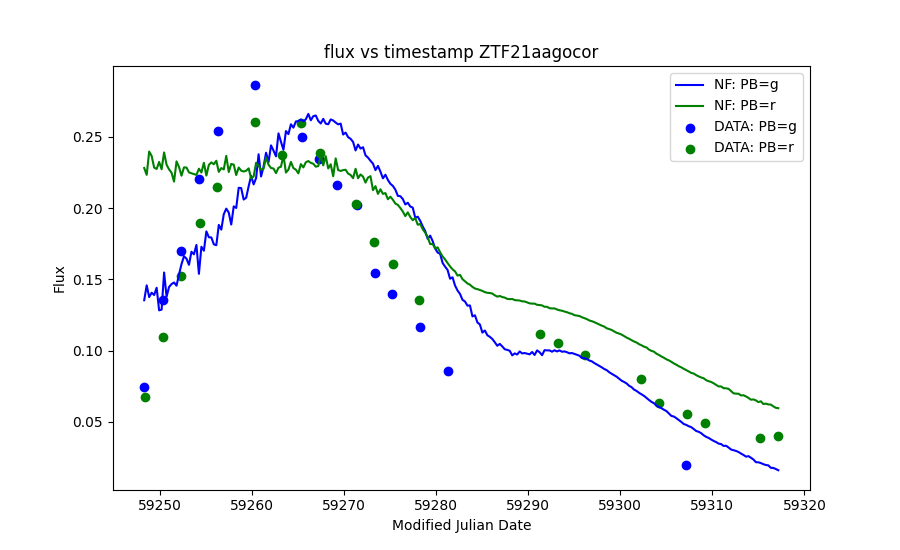 flux vs timestamp ZTF21aagocor
NF: PB=g
NF: PB=r
DATA: PB=g
DATA: PB=r
Flux
0.25
0.20
0.15
0.10
0.05
59250 59260 59270 59280 59290 59300 59310 59320
Modified Julian Date